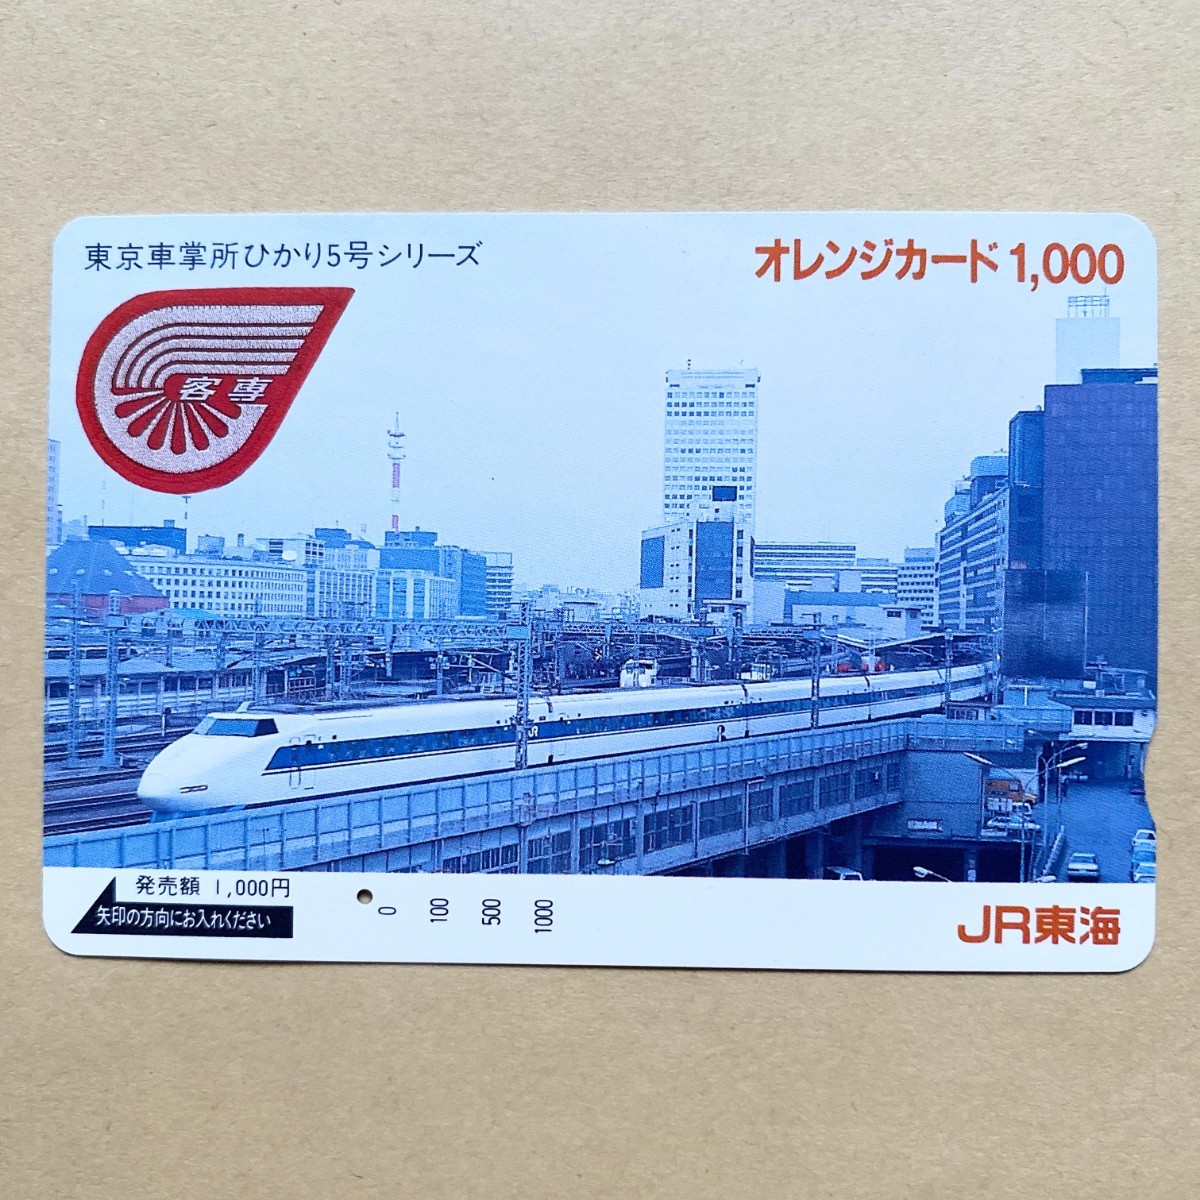 東京車掌所ひかり5号シリーズ
オレンジカード 1,000
客専
JR
発売額 1,000円
矢印の方向にお入れください
0 100 500 1000
JR東海